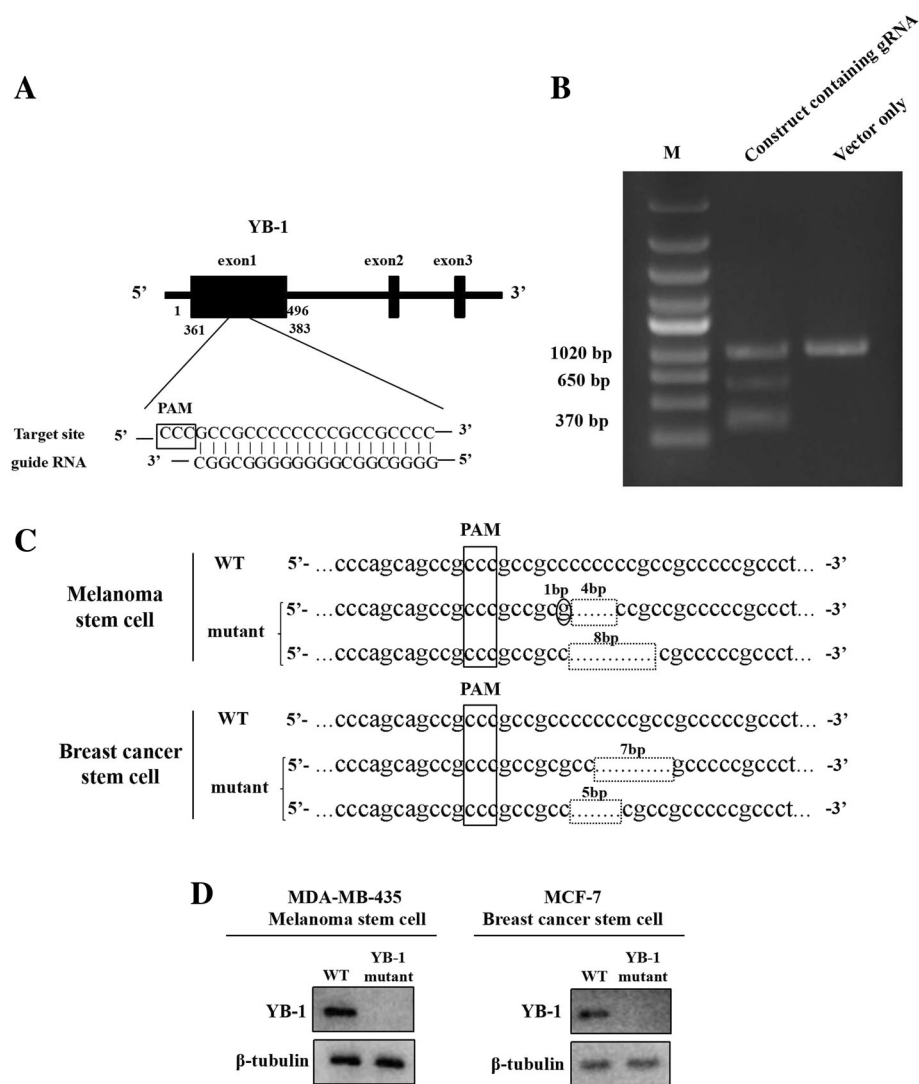 A
YB-1
exon1
exon2
exon3
5’
3’
1
496
361
383
PAM
Target site
5’
CCCGCCGCCCCCCCCCGCCGCCCC
3’
guide RNA
3’
CGGCGGGGGGGGGCGGCGGGG
5’
B
M
Construct containing gRNA
Vector only
1020 bp
650 bp
370 bp
C
PAM
Melanoma
stem cell
WT
5’- …cccagcagccgcccgccgcccccccccgccgcccccgccct… -3’
mutant
1bp
4bp
5’- …cccagcagccgcccgccgcg……ccgccgcccccgccct… -3’
8bp
5’- …cccagcagccgcccgccgcc…………cgcccccgccct… -3’
PAM
Breast cancer
stem cell
WT
5’- …cccagcagccgcccgccgcccccccccgccgcccccgccct… -3’
mutant
7bp
5’- …cccagcagccgcccgccgcgcc………..gcccccgccct… -3’
5bp
5’- …cccagcagccgcccgccgcc…….cgccgcccccgccct… -3’
D
MDA-MB-435
Melanoma stem cell
MCF-7
Breast cancer stem cell
WT
YB-1
mutant
WT
YB-1
mutant
YB-1
YB-1
β-tubulin
β-tubulin